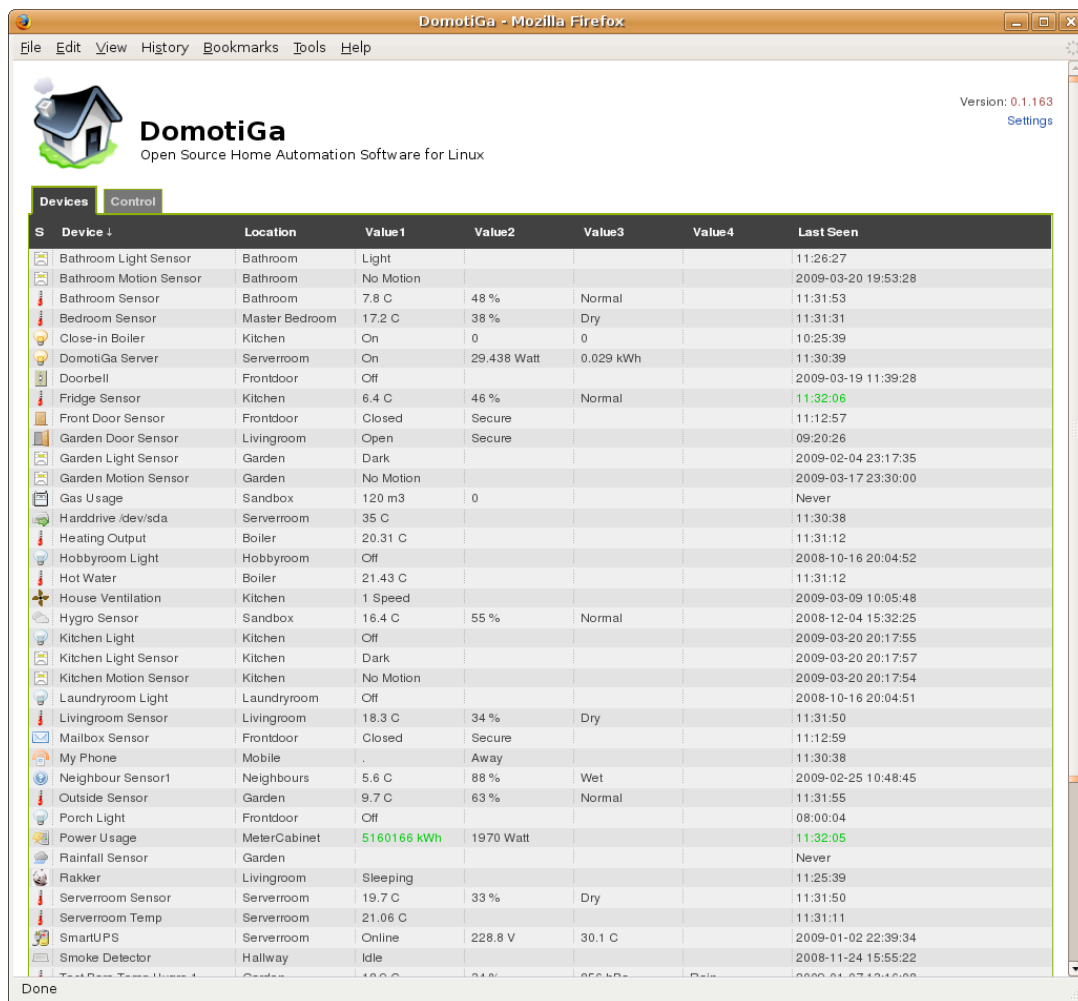 DomotiGa - Mozilla Firefox
File Edit View History Bookmarks Tools Help
Version: 0.1.163
Settings
DomotiGa
Open Source Home Automation Software for Linux
Devices Control
S Device ↓ Location Value1 Value2 Value3 Value4 Last Seen
Bathroom Light Sensor Bathroom Light 11:26:27
Bathroom Motion Sensor Bathroom No Motion 2009-03-20 19:53:28
Bathroom Sensor Bathroom 7.8 C 48 % Normal 11:31:53
Bedroom Sensor Master Bedroom 17.2 C 38 % Dry 11:31:31
Close-in Boiler Kitchen On 0 0 10:25:39
DomotiGa Server Serverroom On 29.438 Watt 0.029 kWh 11:30:39
Doorbell Frontdoor Off 2009-03-19 11:39:28
Fridge Sensor Kitchen 6.4 C 46 % Normal 11:32:06
Front Door Sensor Frontdoor Closed Secure 11:12:57
Garden Door Sensor Livingroom Open Secure 09:20:26
Garden Light Sensor Garden Dark 2009-02-04 23:17:35
Garden Motion Sensor Garden No Motion 2009-03-17 23:30:00
Gas Usage Sandbox 120 m3 0 Never
Harddrive /dev/sda Serverroom 35 C 11:30:38
Heating Output Boiler 20.31 C 11:31:12
Hobbyroom Light Hobbyroom Off 2008-10-16 20:04:52
Hot Water Boiler 21.43 C 11:31:12
House Ventilation Kitchen 1 Speed 2009-03-09 10:05:48
Hygro Sensor Sandbox 16.4 C 55 % Normal 2008-12-04 15:32:25
Kitchen Light Kitchen Off 2009-03-20 20:17:55
Kitchen Light Sensor Kitchen Dark 2009-03-20 20:17:57
Kitchen Motion Sensor Kitchen No Motion 2009-03-20 20:17:54
Laundryroom Light Laundryroom Off 2008-10-16 20:04:51
Livingroom Sensor Livingroom 18.3 C 34 % Dry 11:31:50
Mailbox Sensor Frontdoor Closed Secure 11:12:59
My Phone Mobile . Away 11:30:38
Neighbour Sensor1 Neighbours 5.6 C 88 % Wet 2009-02-25 10:48:45
Outside Sensor Garden 9.7 C 63 % Normal 11:31:55
Porch Light Frontdoor Off 08:00:04
Power Usage MeterCabinet 5160166 kWh 1970 Watt 11:32:05
Rainfall Sensor Garden Never
Rakker Livingroom Sleeping 11:25:39
Serverroom Sensor Serverroom 19.7 C 33 % Dry 11:31:50
Serverroom Temp Serverroom 21.06 C 11:31:11
SmartUPS Serverroom Online 228.8 V 30.1 C 2009-01-02 22:39:34
Smoke Detector Hallway Idle 2008-11-24 15:55:22
Done